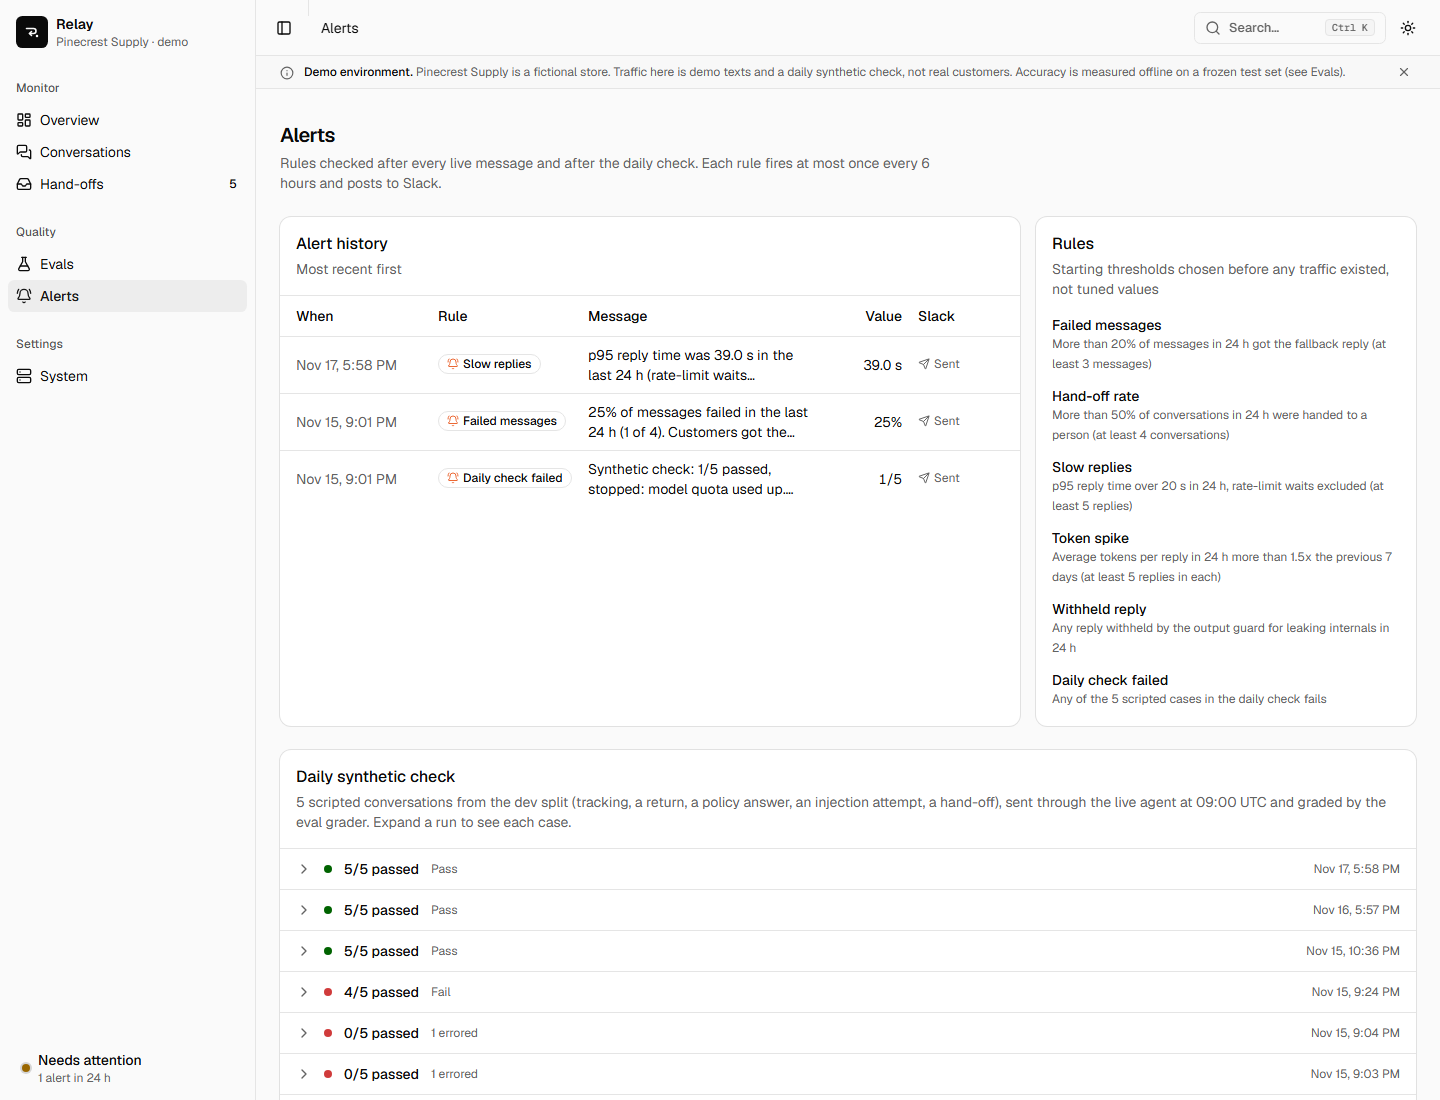 Relay
Pinecrest Supply · demo
Monitor
Overview
Conversations
Hand-offs 5
Quality
Evals
Alerts
Settings
System
Needs attention
1 alert in 24 h
Alerts
Search... Ctrl K
Demo environment. Pinecrest Supply is a fictional store. Traffic here is demo texts and a daily synthetic check, not real customers. Accuracy is measured offline on a frozen test set (see Evals).
Alerts
Rules checked after every live message and after the daily check. Each rule fires at most once every 6
hours and posts to Slack.
Alert history
Most recent first
When Rule Message Value Slack
Nov 17, 5:58 PM Slow replies p95 reply time was 39.0 s in the
last 24 h (rate-limit waits... 39.0 s Sent
Nov 15, 9:01 PM Failed messages 25% of messages failed in the last
24 h (1 of 4). Customers got the... 25% Sent
Nov 15, 9:01 PM Daily check failed Synthetic check: 1/5 passed,
stopped: model quota used up.... 1/5 Sent
Rules
Starting thresholds chosen before any traffic existed,
not tuned values
Failed messages
More than 20% of messages in 24 h got the fallback reply (at
least 3 messages)
Hand-off rate
More than 50% of conversations in 24 h were handed to a
person (at least 4 conversations)
Slow replies
p95 reply time over 20 s in 24 h, rate-limit waits excluded (at
least 5 replies)
Token spike
Average tokens per reply in 24 h more than 1.5x the previous 7
days (at least 5 replies in each)
Withheld reply
Any reply withheld by the output guard for leaking internals in
24 h
Daily check failed
Any of the 5 scripted cases in the daily check fails
Daily synthetic check
5 scripted conversations from the dev split (tracking, a return, a policy answer, an injection attempt, a hand-off), sent through the live agent at 09:00 UTC and graded by the
eval grader. Expand a run to see each case.
5/5 passed Pass Nov 17, 5:58 PM
5/5 passed Pass Nov 16, 5:57 PM
5/5 passed Pass Nov 15, 10:36 PM
4/5 passed Fail Nov 15, 9:24 PM
0/5 passed 1 errored Nov 15, 9:04 PM
0/5 passed 1 errored Nov 15, 9:03 PM